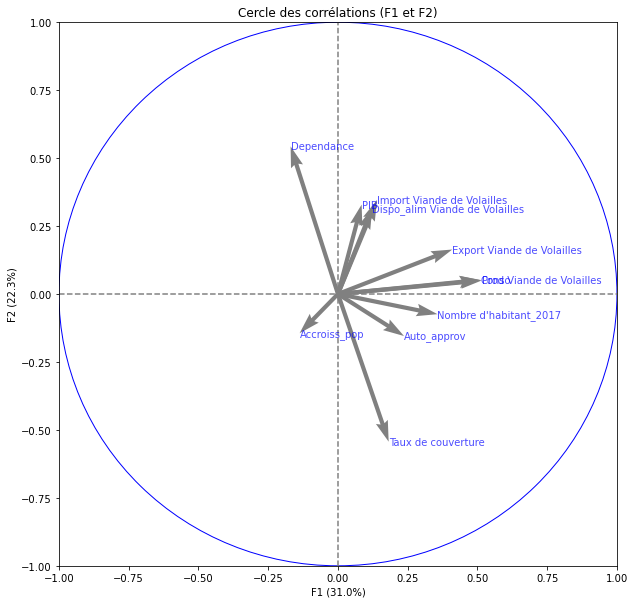 Cercle des corrélations (F1 et F2)
1.00
0.75
0.50
0.25
0.00
−0.25
−0.50
−0.75
−1.00
F2 (22.3%)
Dependance
Import Viande de Volailles
PIB
Dispo_alim Viande de Volailles
Export Viande de Volailles
Viande de Volailles
Nombre d'habitant_2017
Auto_approv
Accroiss_pop
Taux de couverture
−1.00 −0.75 −0.50 −0.25 0.00 0.25 0.50 0.75 1.00
F1 (31.0%)